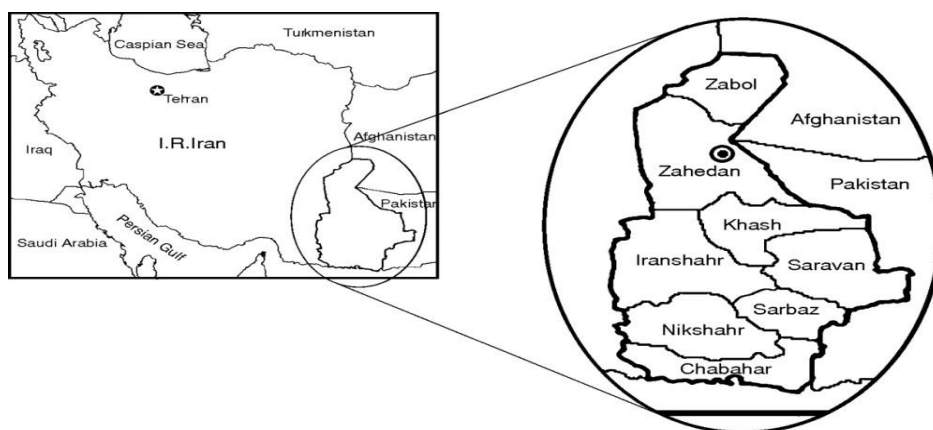 Caspian Sea
Turkmenistan
Tehran
I.R.Iran
Iraq
Afghanistan
Pakistan
Persian Gulf
Saudi Arabia
Zabol
Afghanistan
Zahedan
Pakistan
Khash
Iranshahr
Saravan
Sarbaz
Nikshahr
Chabahar